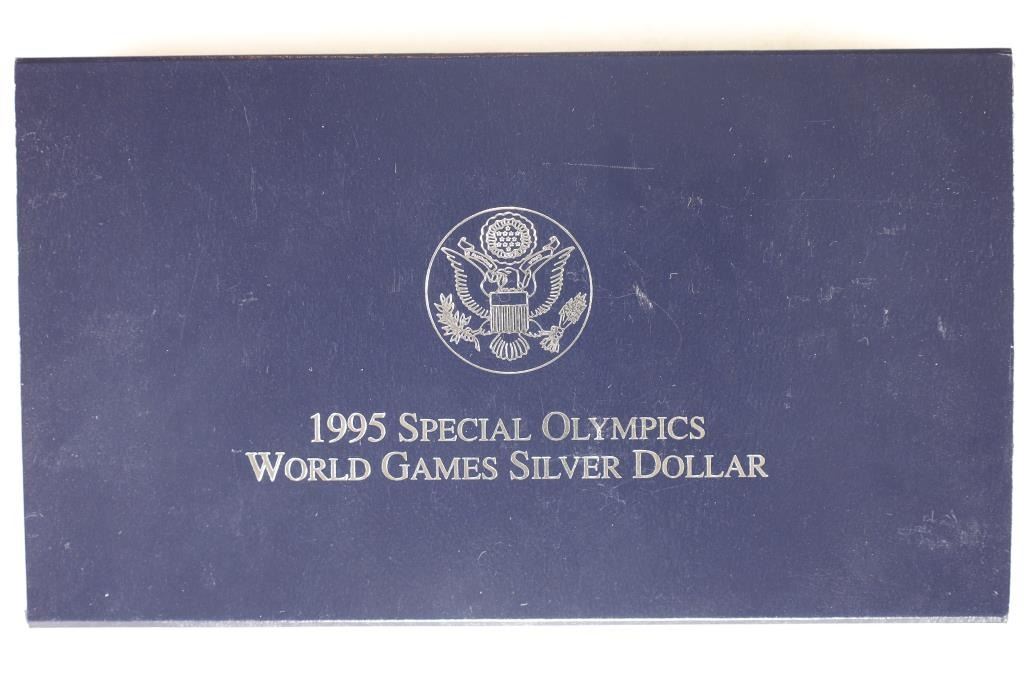 1995 SPECIAL OLYMPICS
WORLD GAMES SILVER DOLLAR